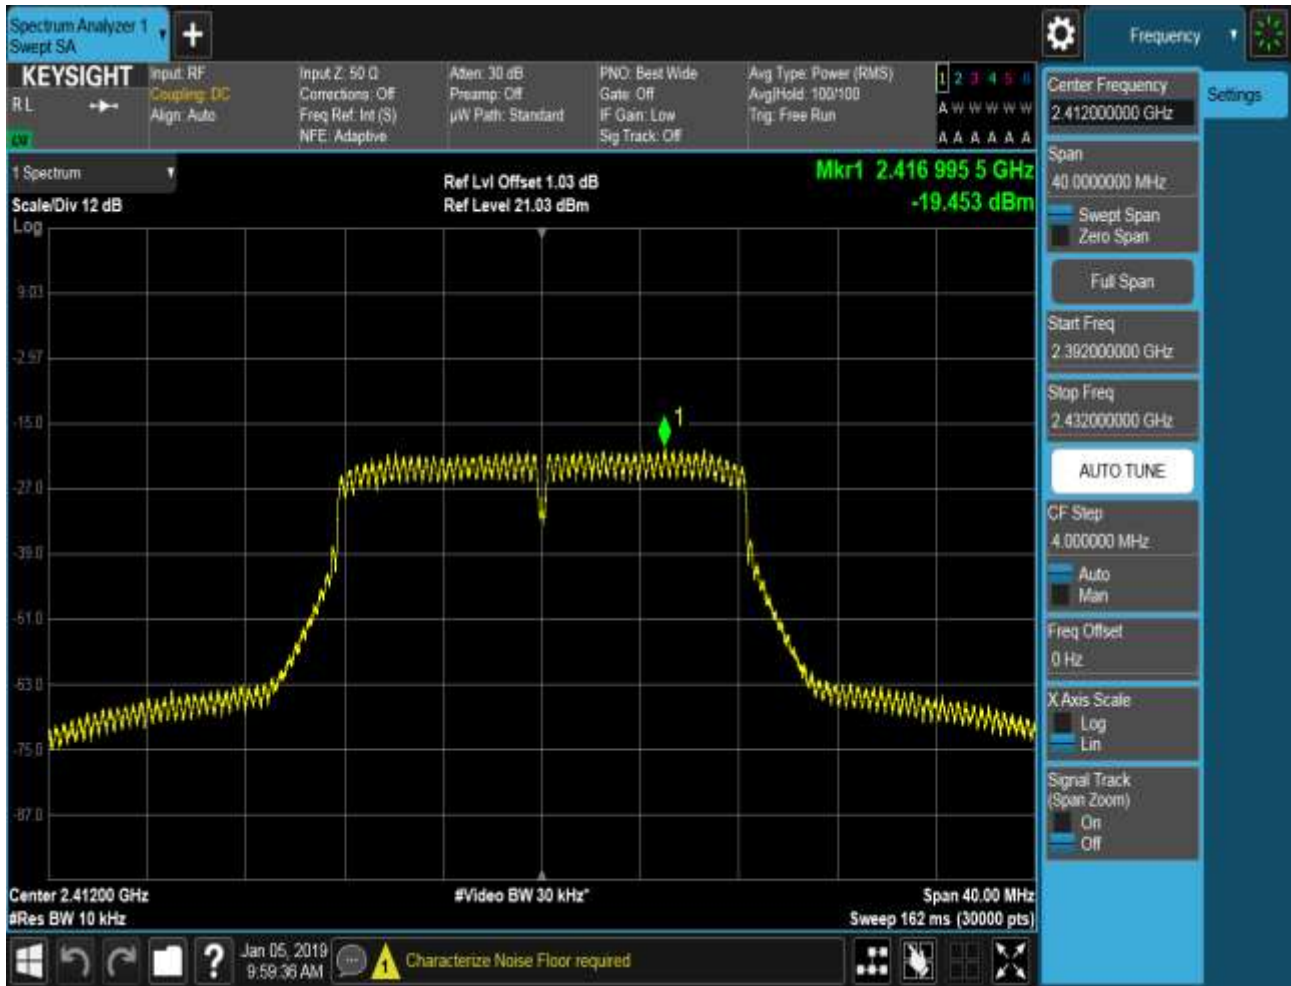 Spectrum Analyzer 1
Swept SA
+
Frequency
KEYSIGHT
RL
Input: RF
Coupling: DC
Align: Auto
Input Z: 50 Ω
Corrections: Off
Freq Ref: Int (S)
NFE: Adaptive
Atten: 30 dB
Preamp: Off
µW Path: Standard
PNO: Best Wide
Gate: Off
IF Gain: Low
Sig Track: Off
Avg Type: Power (RMS)
Avg|Hold: 100/100
Trig: Free Run
1 2 3 4 5 6
A W W W W W
A A A A A A
1 Spectrum
Scale/Div 12 dB
Log
Ref Lvl Offset 1.03 dB
Ref Level 21.03 dBm
Mkr1 2.416 995 5 GHz
-19.453 dBm
9.03
-2.97
-15.0
-27.0
-39.0
-51.0
-63.0
-75.0
-87.0
1
Center 2.41200 GHz
#Res BW 10 kHz
#Video BW 30 kHz*
Span 40.00 MHz
Sweep 162 ms (30000 pts)
Center Frequency
2.412000000 GHz
Settings
Span
40.0000000 MHz
Swept Span
Zero Span
Full Span
Start Freq
2.392000000 GHz
Stop Freq
2.432000000 GHz
AUTO TUNE
CF Step
4.000000 MHz
Auto
Man
Freq Offset
0 Hz
X Axis Scale
Log
Lin
Signal Track
(Span Zoom)
On
Off
?
Jan 05, 2019
9:59:36 AM
1
Characterize Noise Floor required